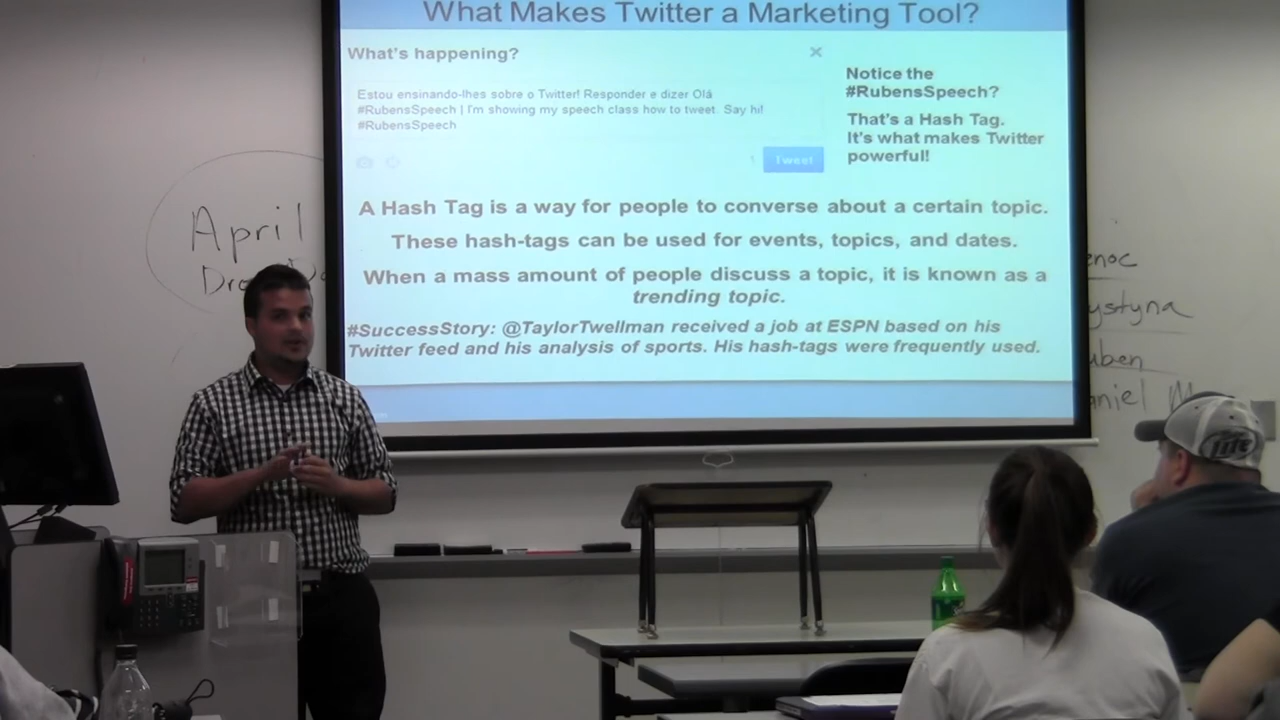 What Makes Twitter a Marketing Tool?
What's happening?
Estou ensinando-lhes sobre o Twitter! Responder e dizer Olá
#RubensSpeech | I'm showing my speech class how to tweet. Say hi!
#RubensSpeech
1 Tweet
Notice the
#RubensSpeech?
That's a Hash Tag.
It's what makes Twitter
powerful!
A Hash Tag is a way for people to converse about a certain topic.
These hash-tags can be used for events, topics, and dates.
When a mass amount of people discuss a topic, it is known as a
trending topic.
#SuccessStory: @TaylorTwellman received a job at ESPN based on his
Twitter feed and his analysis of sports. His hash-tags were frequently used.
April
enoc
ystyna
uben
aniel M
Lite